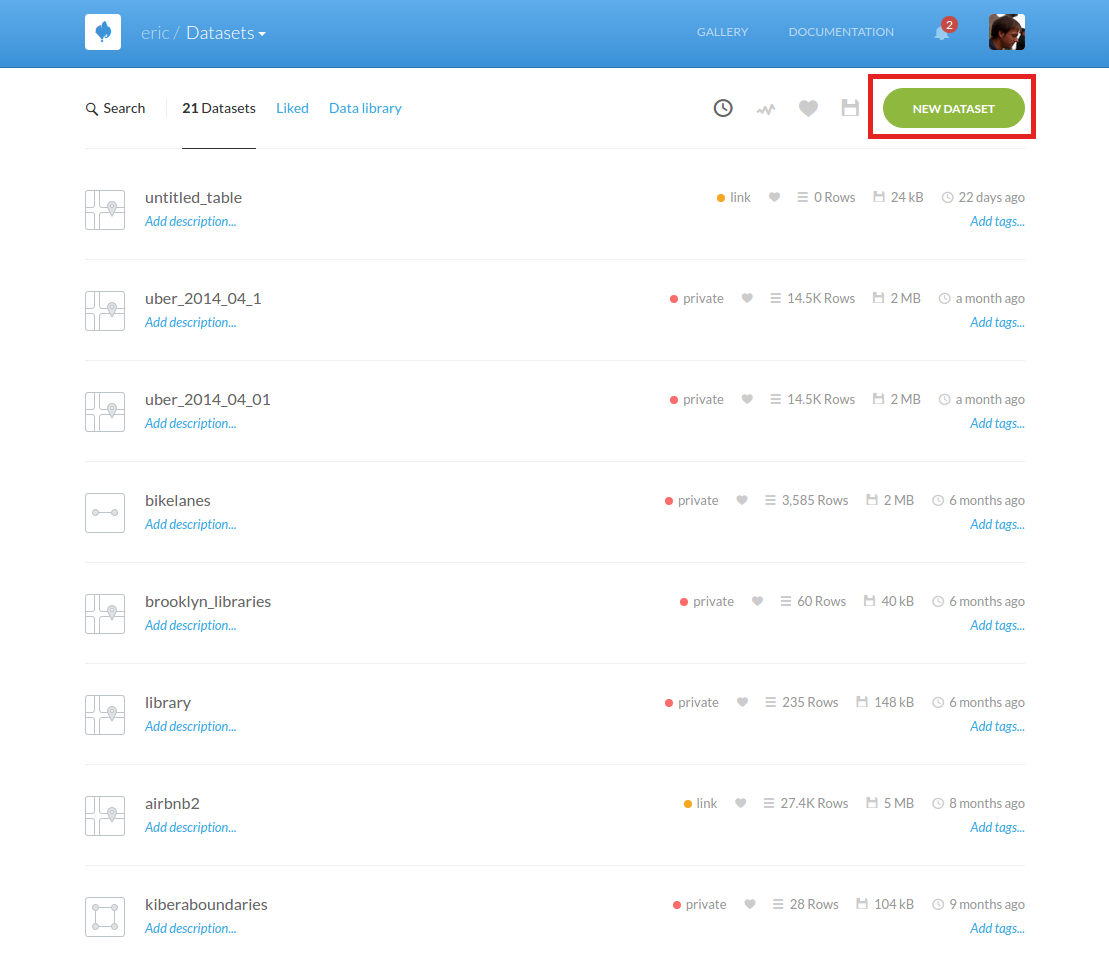 eric / Datasets
GALLERY
DOCUMENTATION
2
Search
21 Datasets
Liked
Data library
NEW DATASET
untitled_table
link
0 Rows
24 kB
22 days ago
Add description...
Add tags...
uber_2014_04_1
private
14.5K Rows
2 MB
a month ago
Add description...
Add tags...
uber_2014_04_01
private
14.5K Rows
2 MB
a month ago
Add description...
Add tags...
bikelanes
private
3,585 Rows
2 MB
6 months ago
Add description...
Add tags...
brooklyn_libraries
private
60 Rows
40 kB
6 months ago
Add description...
Add tags...
library
private
235 Rows
148 kB
6 months ago
Add description...
Add tags...
airbnb2
link
27.4K Rows
5 MB
8 months ago
Add description...
Add tags...
kiberaboundaries
private
28 Rows
104 kB
9 months ago
Add description...
Add tags...